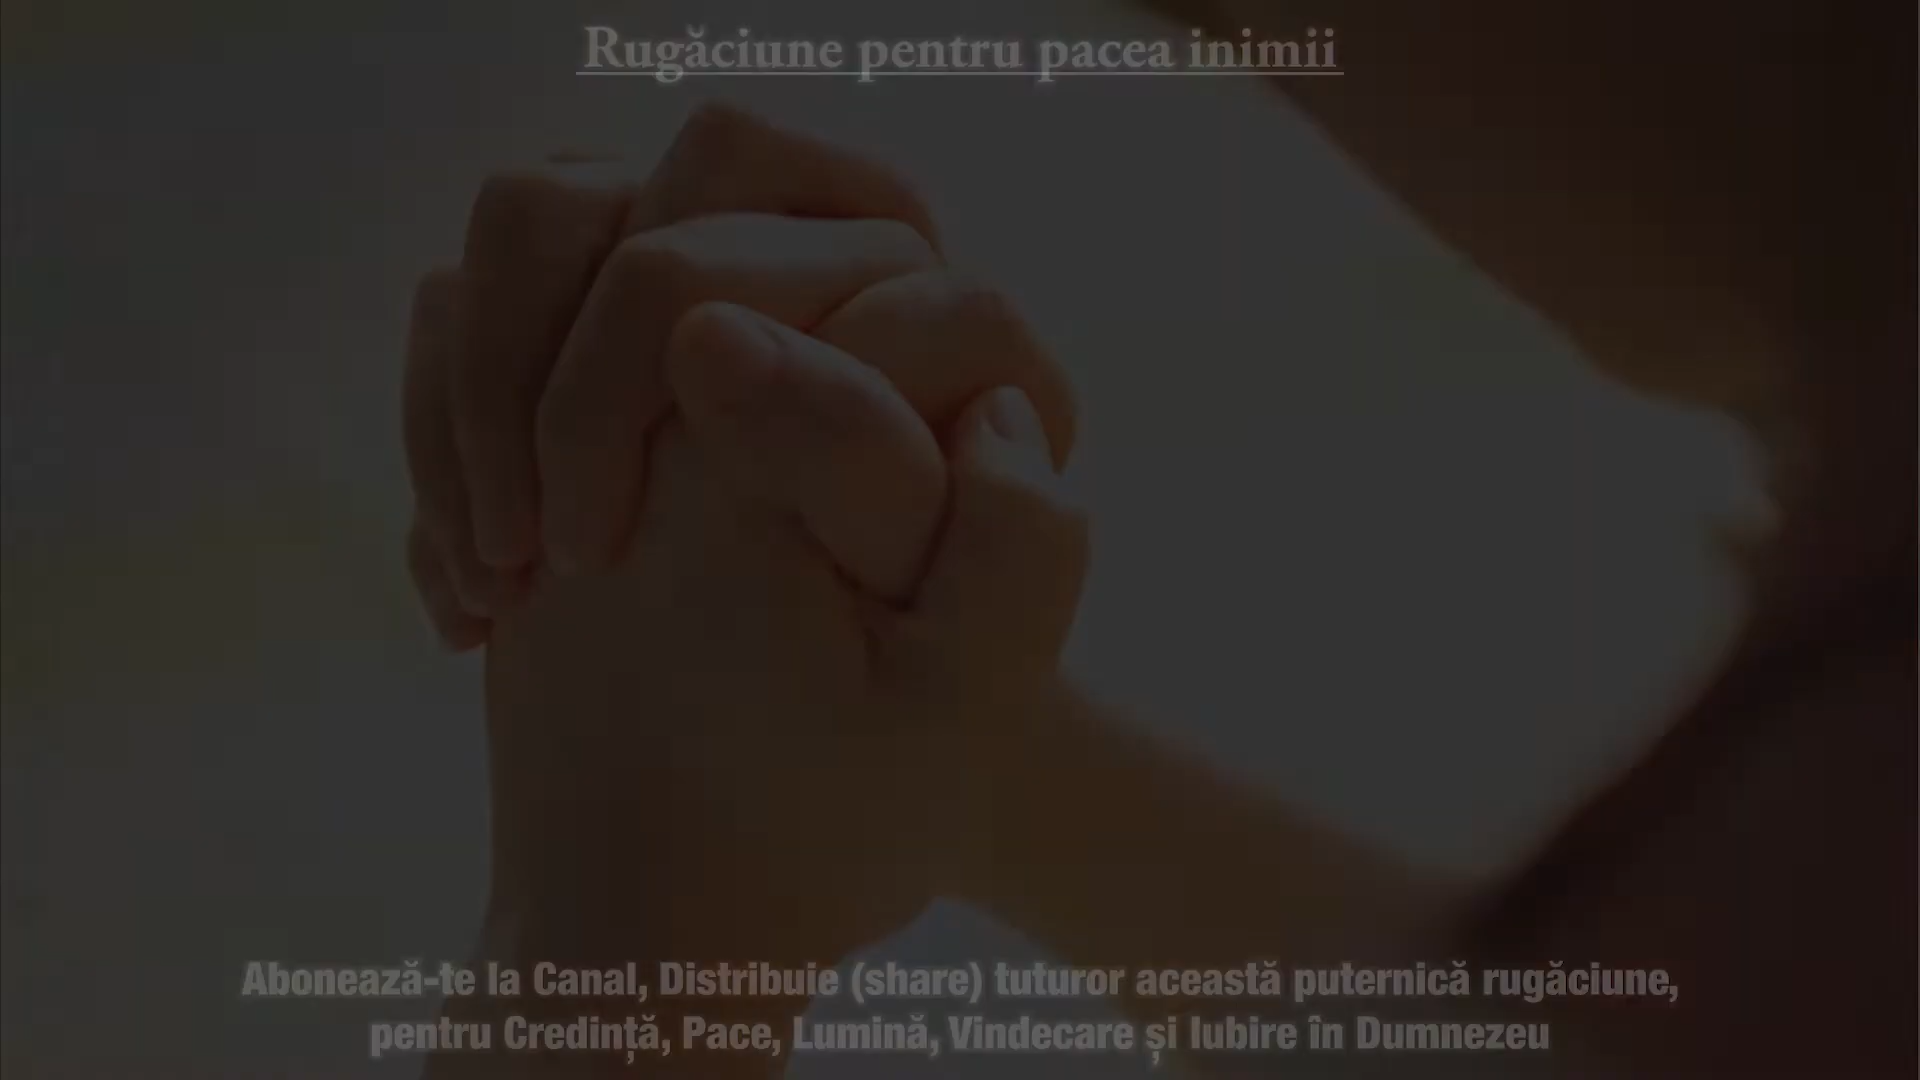 Rugăciune pentru pacea inimii
Abonează-te la Canal, Distribuie (share) tuturor această puternică rugăciune,
pentru Credință, Pace, Lumină, Vindecare și Iubire în Dumnezeu